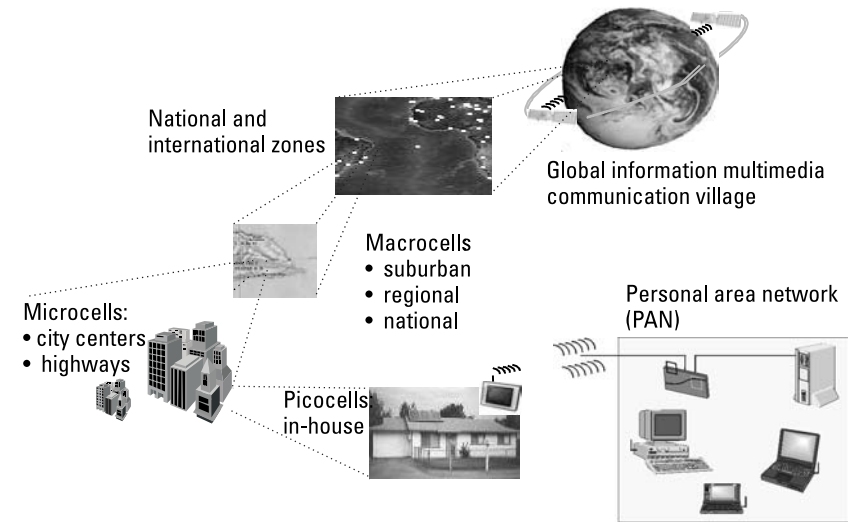 National and
international zones
Global information multimedia
communication village
Macrocells
• suburban
• regional
• national
Microcells:
• city centers
• highways
Personal area network
(PAN)
Picocells:
in-house